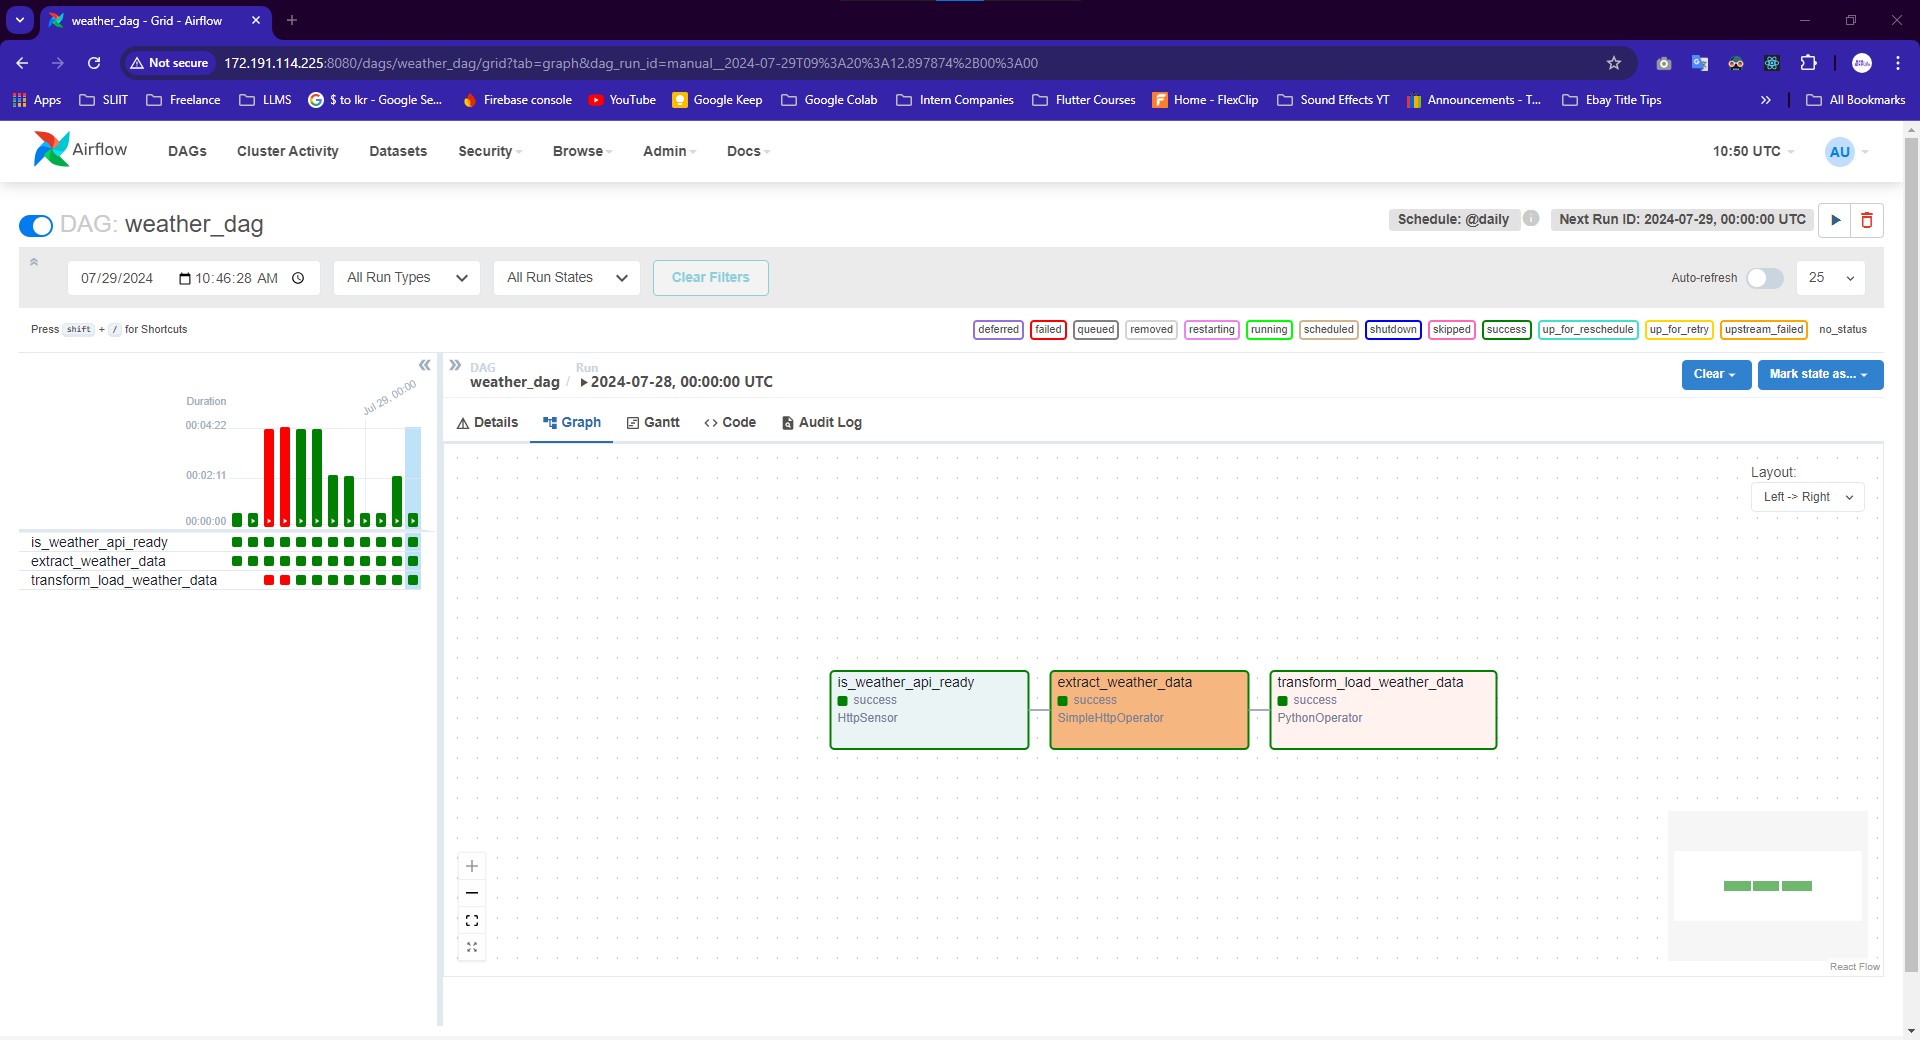 weather_dag - Grid - Airflow
Not secure 172.191.114.225:8080/dags/weather_dag/grid?tab=graph&dag_run_id=manual__2024-07-29T09%3A20%3A12.897874%2B00%3A00
Apps SLIIT Freelance LLMS $ to lkr - Google Se... Firebase console YouTube Google Keep Google Colab Intern Companies Flutter Courses Home - FlexClip Sound Effects YT Announcements - T... Ebay Title Tips All Bookmarks
Airflow DAGs Cluster Activity Datasets Security Browse Admin Docs 10:50 UTC AU
DAG: weather_dag Schedule: @daily Next Run ID: 2024-07-29, 00:00:00 UTC
07/29/2024 10:46:28 AM All Run Types All Run States Clear Filters Auto-refresh 25
Press shift + / for Shortcuts deferred failed queued removed restarting running scheduled shutdown skipped success up_for_reschedule up_for_retry upstream_failed no_status
DAG Run
weather_dag / 2024-07-28, 00:00:00 UTC Clear Mark state as...
Details Graph Gantt Code Audit Log
Jul 29, 00:00
Duration
00:04:22
00:02:11
00:00:00
is_weather_api_ready
extract_weather_data
transform_load_weather_data
Layout:
Left -> Right
is_weather_api_ready
success
HttpSensor
extract_weather_data
success
SimpleHttpOperator
transform_load_weather_data
success
PythonOperator
React Flow